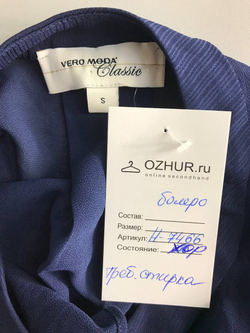 VERO MODA
Classic
S
OZHUR.ru
online secondhand
болеро
Состав:
Размер:
Артикул: Н-7466
Состояние: хор
треб. стирка